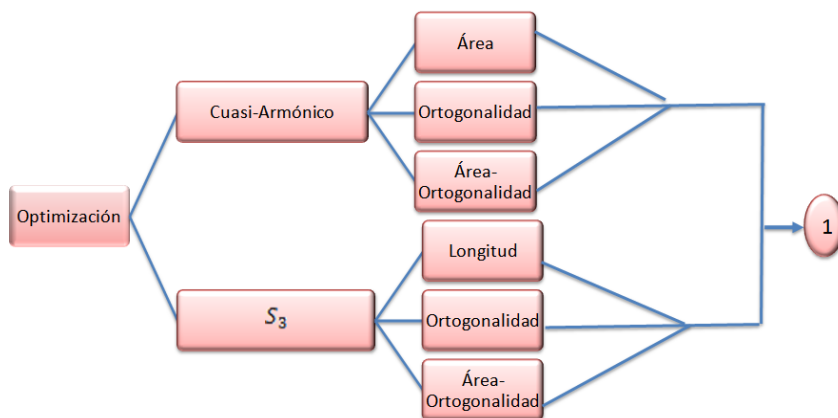 Optimización
Cuasi-Armónico
Área
Ortogonalidad
Área-
Ortogonalidad
S₃
Longitud
Ortogonalidad
Área-
Ortogonalidad
1